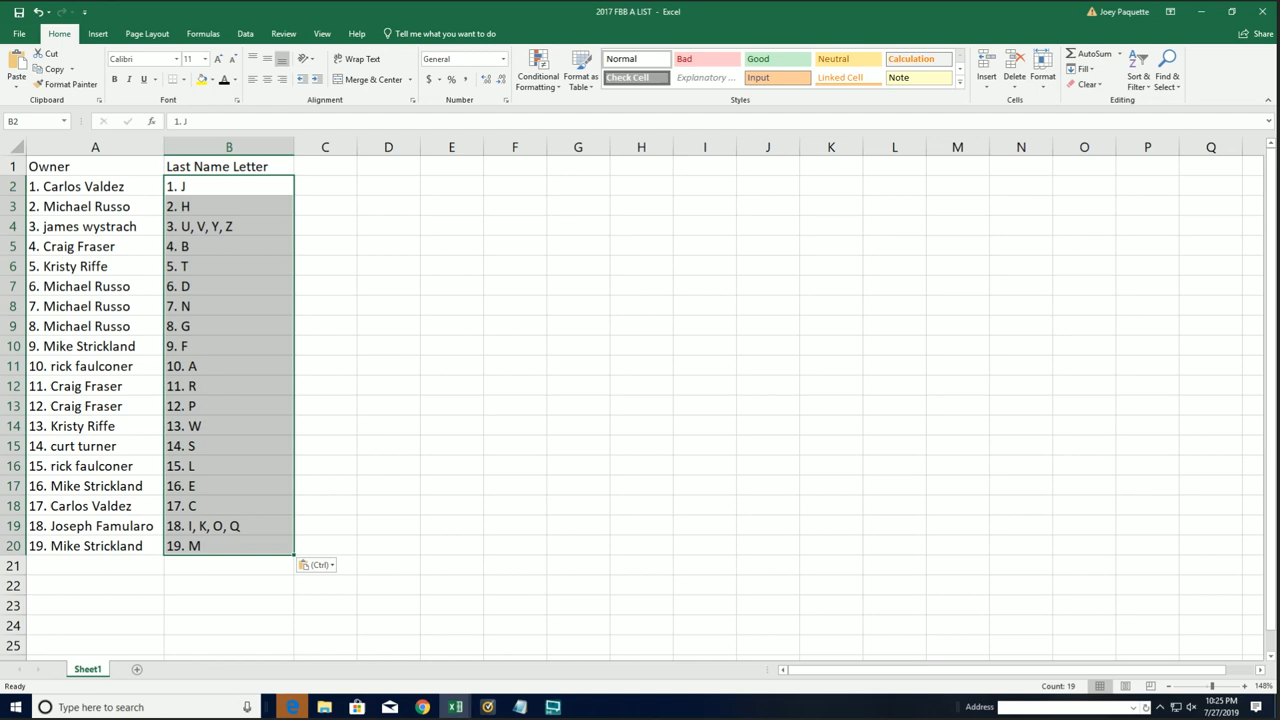 2017 FBB A LIST - Excel
Joey Paquette
File Home Insert Page Layout Formulas Data Review View Help Tell me what you want to do Share
Paste
Cut
Copy
Format Painter
Clipboard
Calibri 11
B I U A
Font
Wrap Text
Merge & Center
Alignment
General
$ % ,
Number
Conditional Formatting
Format as Table
Normal Bad Good Neutral Calculation
Check Cell Explanatory ... Input Linked Cell Note
Styles
Insert Delete Format
Cells
AutoSum
Fill
Clear
Sort & Filter
Find & Select
Editing
B2 fx 1. J
A B C D E F G H I J K L M N O P Q
1 Owner Last Name Letter
2 1. Carlos Valdez 1. J
3 2. Michael Russo 2. H
4 3. james wystrach 3. U, V, Y, Z
5 4. Craig Fraser 4. B
6 5. Kristy Riffe 5. T
7 6. Michael Russo 6. D
8 7. Michael Russo 7. N
9 8. Michael Russo 8. G
10 9. Mike Strickland 9. F
11 10. rick faulconer 10. A
12 11. Craig Fraser 11. R
13 12. Craig Fraser 12. P
14 13. Kristy Riffe 13. W
15 14. curt turner 14. S
16 15. rick faulconer 15. L
17 16. Mike Strickland 16. E
18 17. Carlos Valdez 17. C
19 18. Joseph Famularo 18. I, K, O, Q
20 19. Mike Strickland 19. M
21 (Ctrl)
22
23
24
25
Sheet1
Ready Count: 19 148%
Type here to search Address 10:25 PM
7/27/2019